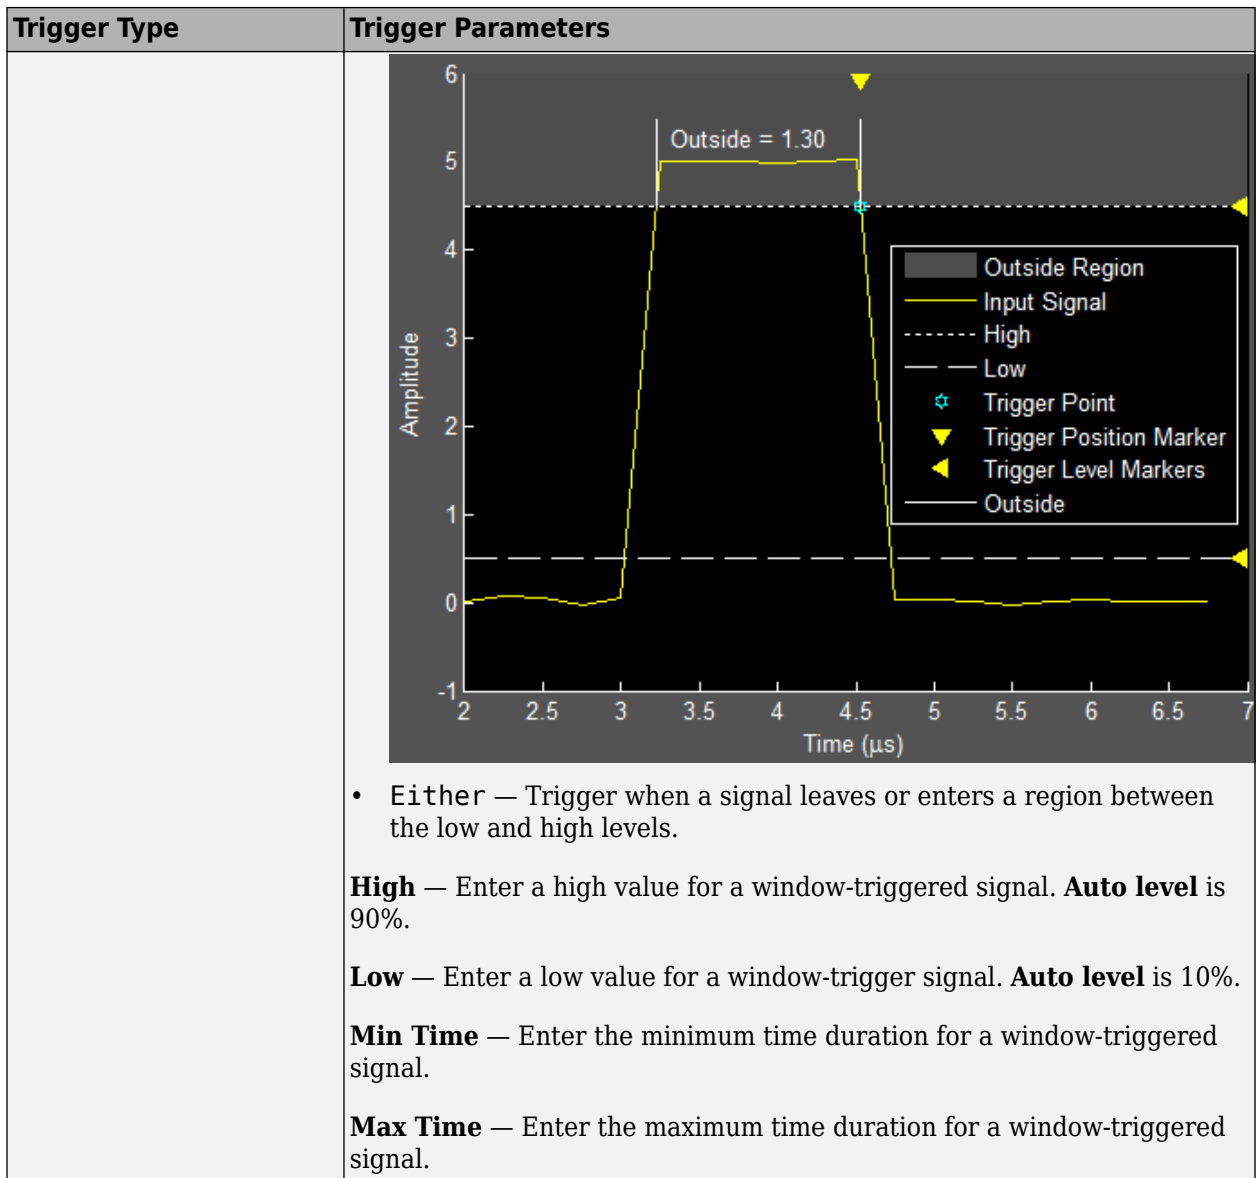 Trigger Type Trigger Parameters
6
Outside = 1.30
5
4
Outside Region
Input Signal
High
Low
Trigger Point
Trigger Position Marker
Trigger Level Markers
Outside
3
Amplitude
2
1
0
-1
2 2.5 3 3.5 4 4.5 5 5.5 6 6.5 7
Time (µs)
• Either — Trigger when a signal leaves or enters a region between
the low and high levels.
High — Enter a high value for a window-triggered signal. Auto level is
90%.
Low — Enter a low value for a window-trigger signal. Auto level is 10%.
Min Time — Enter the minimum time duration for a window-triggered
signal.
Max Time — Enter the maximum time duration for a window-triggered
signal.